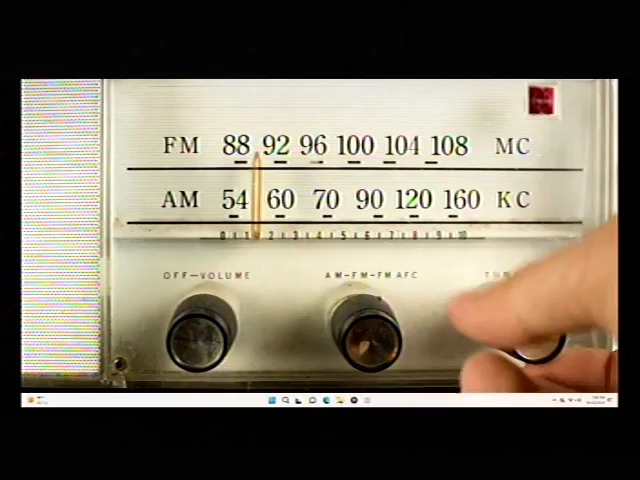 FM 88 92 96 100 104 108 MC
AM 54 60 70 90 120 160 KC
0 1 2 3 4 5 6 7 8 9 10
OFF-VOLUME AM-FM-FM AFC